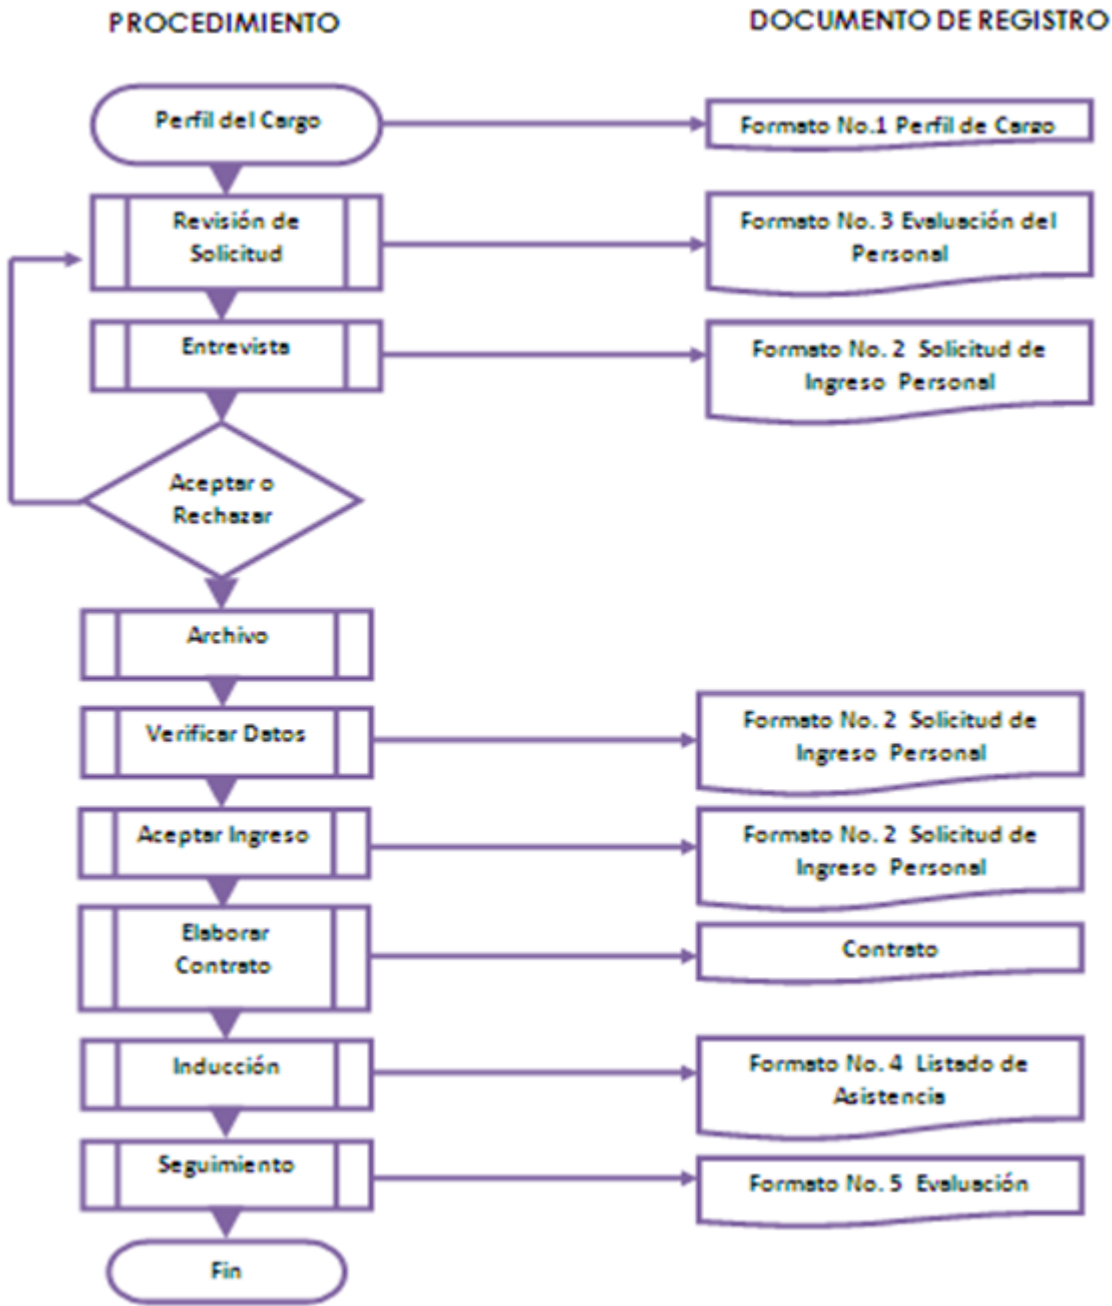 PROCEDIMIENTO
DOCUMENTO DE REGISTRO
Perfil del Cargo
Formato No.1 Perfil de Cargo
Revisión de
Solicitud
Formato No. 3 Evaluación del
Personal
Entrevista
Formato No. 2 Solicitud de
Ingreso Personal
Aceptar o
Rechazar
Archivo
Verificar Datos
Formato No. 2 Solicitud de
Ingreso Personal
Aceptar Ingreso
Formato No. 2 Solicitud de
Ingreso Personal
Elaborar
Contrato
Contrato
Inducción
Formato No. 4 Listado de
Asistencia
Seguimiento
Formato No. 5 Evaluación
Fin